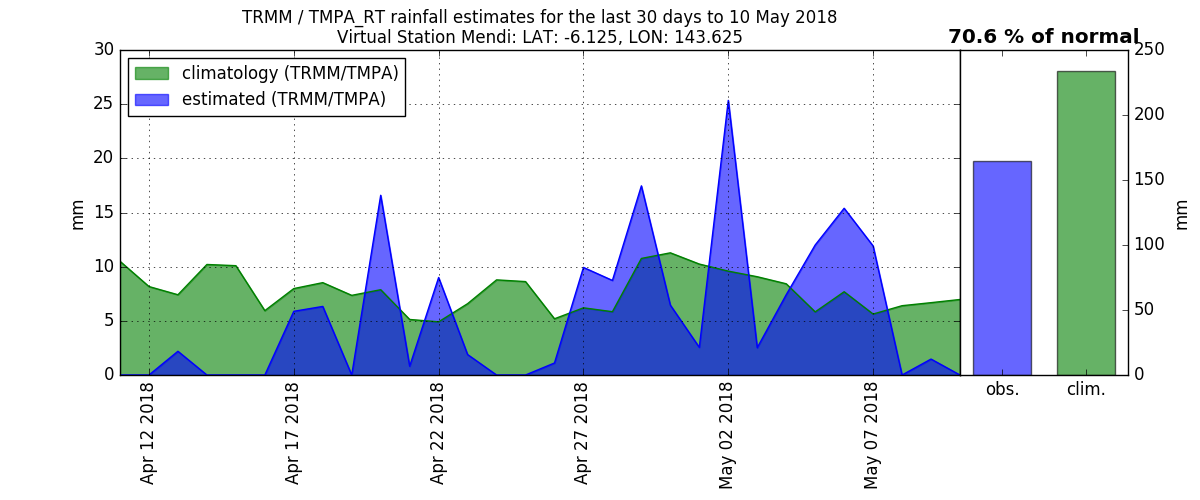 TRMM / TMPA_RT rainfall estimates for the last 30 days to 10 May 2018
Virtual Station Mendi: LAT: -6.125, LON: 143.625
70.6 % of normal
climatology (TRMM/TMPA)
estimated (TRMM/TMPA)
30
25
20
15
10
5
0
mm
Apr 12 2018
Apr 17 2018
Apr 22 2018
Apr 27 2018
May 02 2018
May 07 2018
250
200
150
100
50
0
mm
obs.
clim.